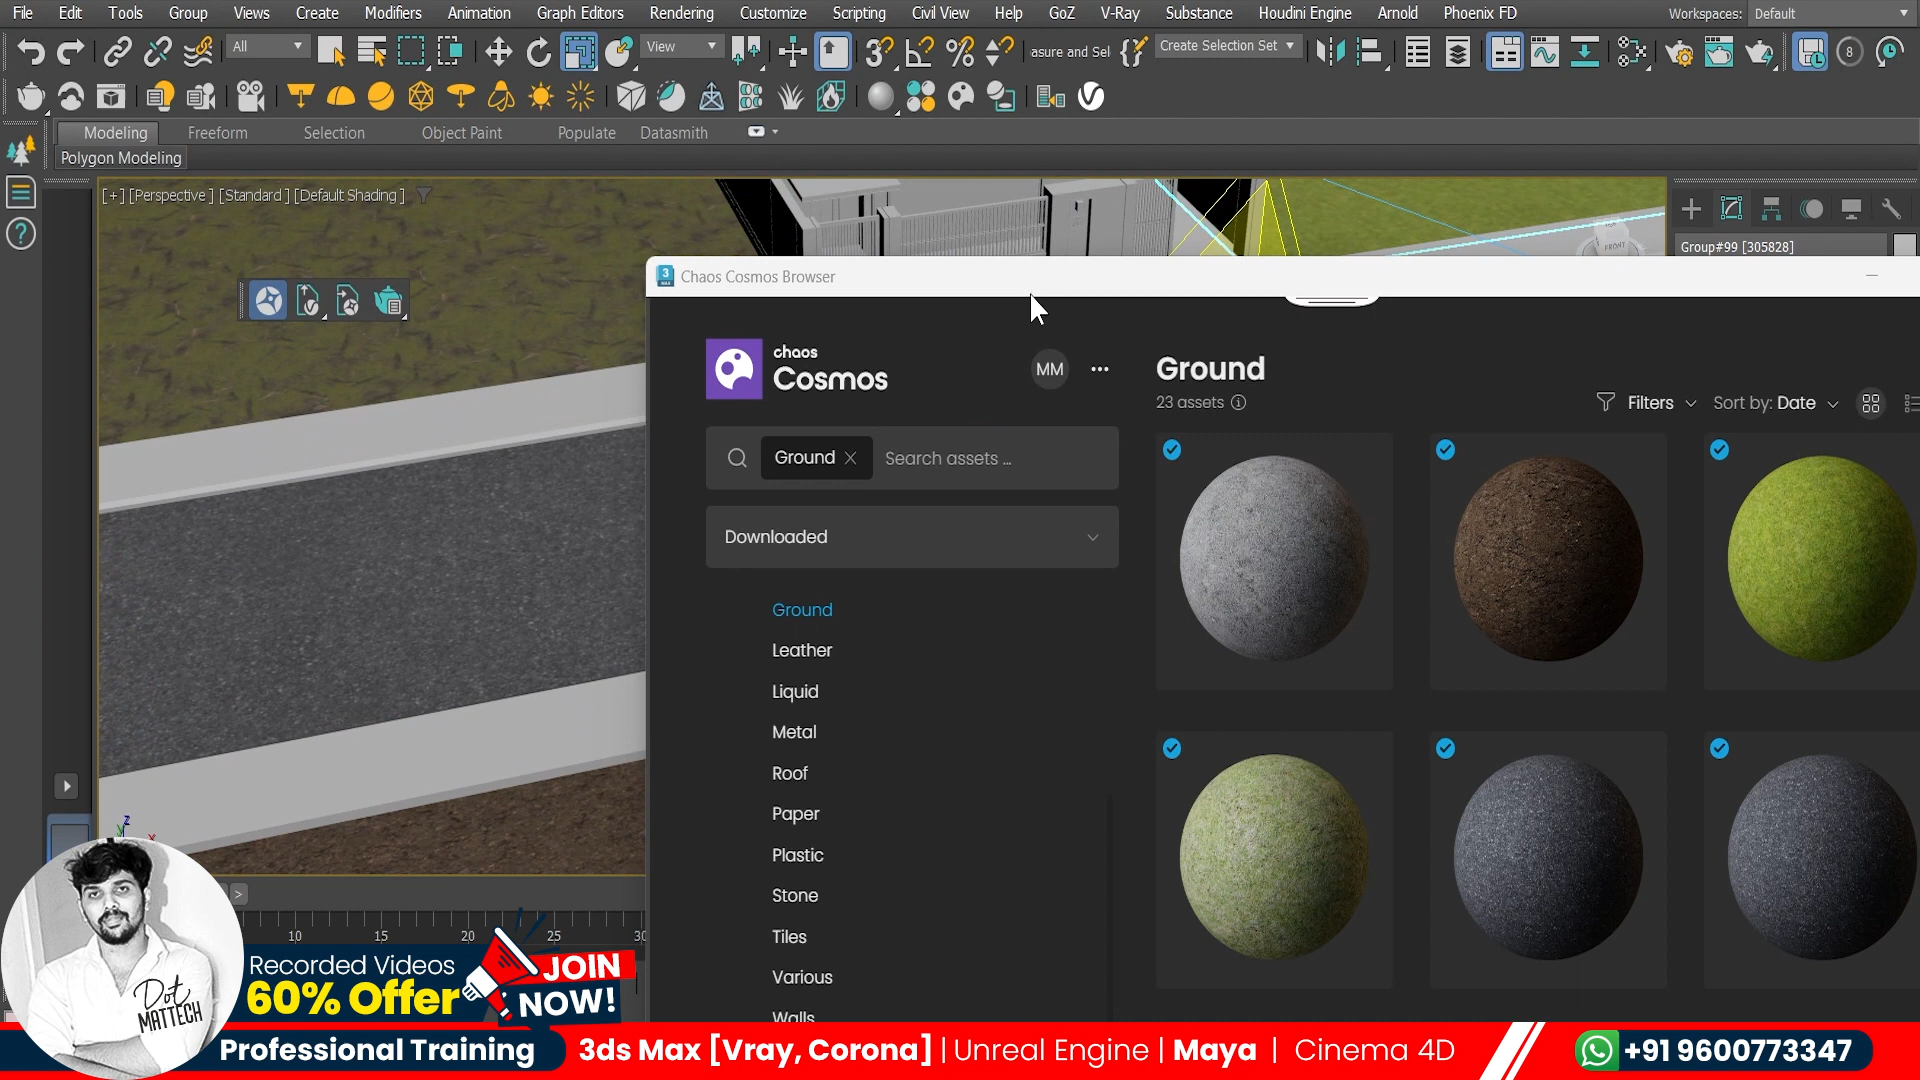 File Edit Tools Group Views Create Modifiers Animation Graph Editors Rendering Customize Scripting Civil View Help GoZ V-Ray Substance Houdini Engine Arnold Phoenix FD Workspaces: Default
All View asure and Sel Create Selection Set 8
Modeling Freeform Selection Object Paint Populate Datasmith
Polygon Modeling
[+] [Perspective] [Standard] [Default Shading]
FRONT
Group#99 [305828]
3
MAX
Chaos Cosmos Browser
chaos
Cosmos
MM
Ground
23 assets
Filters Sort by: Date
Ground Search assets ...
Downloaded
Ground
Leather
Liquid
Metal
Roof
Paper
Plastic
Stone
Tiles
Various
Walls
z
x
>
10 15 20 25 30
Recorded Videos
60% Offer
JOIN
NOW!
Dot
MATTECH
Professional Training
3ds Max [Vray, Corona] | Unreal Engine | Maya | Cinema 4D
+91 9600773347